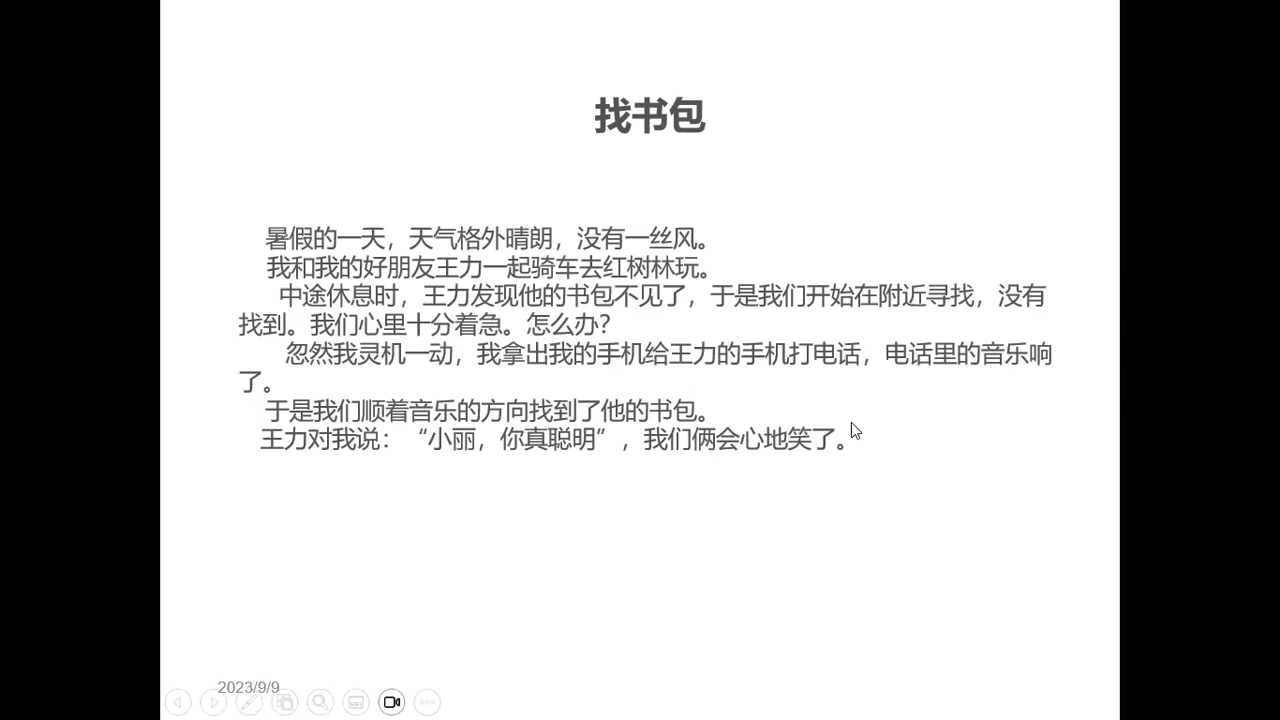 找书包
暑假的一天，天气格外晴朗，没有一丝风。
我和我的好朋友王力一起骑车去红树林玩。
中途休息时，王力发现他的书包不见了，于是我们开始在附近寻找，没有
找到。我们心里十分着急。怎么办？
忽然我灵机一动，我拿出我的手机给王力的手机打电话，电话里的音乐响
了。
于是我们顺着音乐的方向找到了他的书包。
王力对我说：“小丽，你真聪明”，我们俩会心地笑了。
2023/9/9